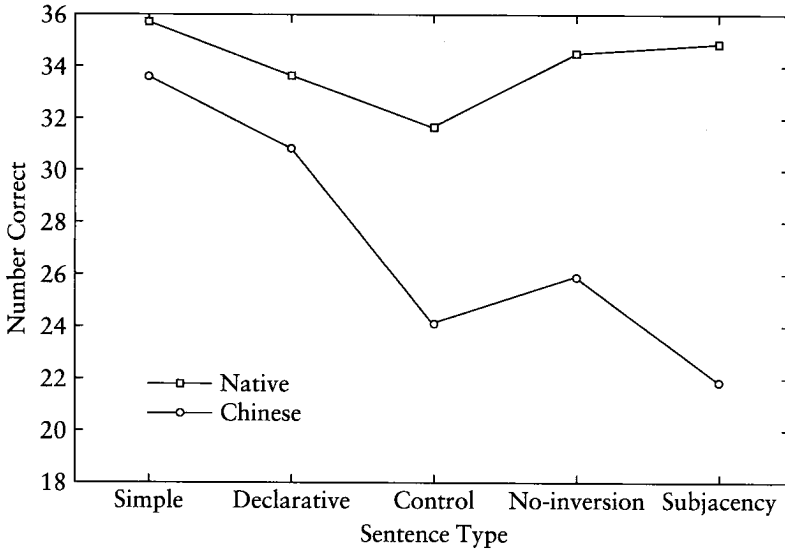 36
34
32
30
28
26
24
22
20
18
Number Correct
Native
Chinese
Simple Declarative Control No-inversion Subjacency
Sentence Type